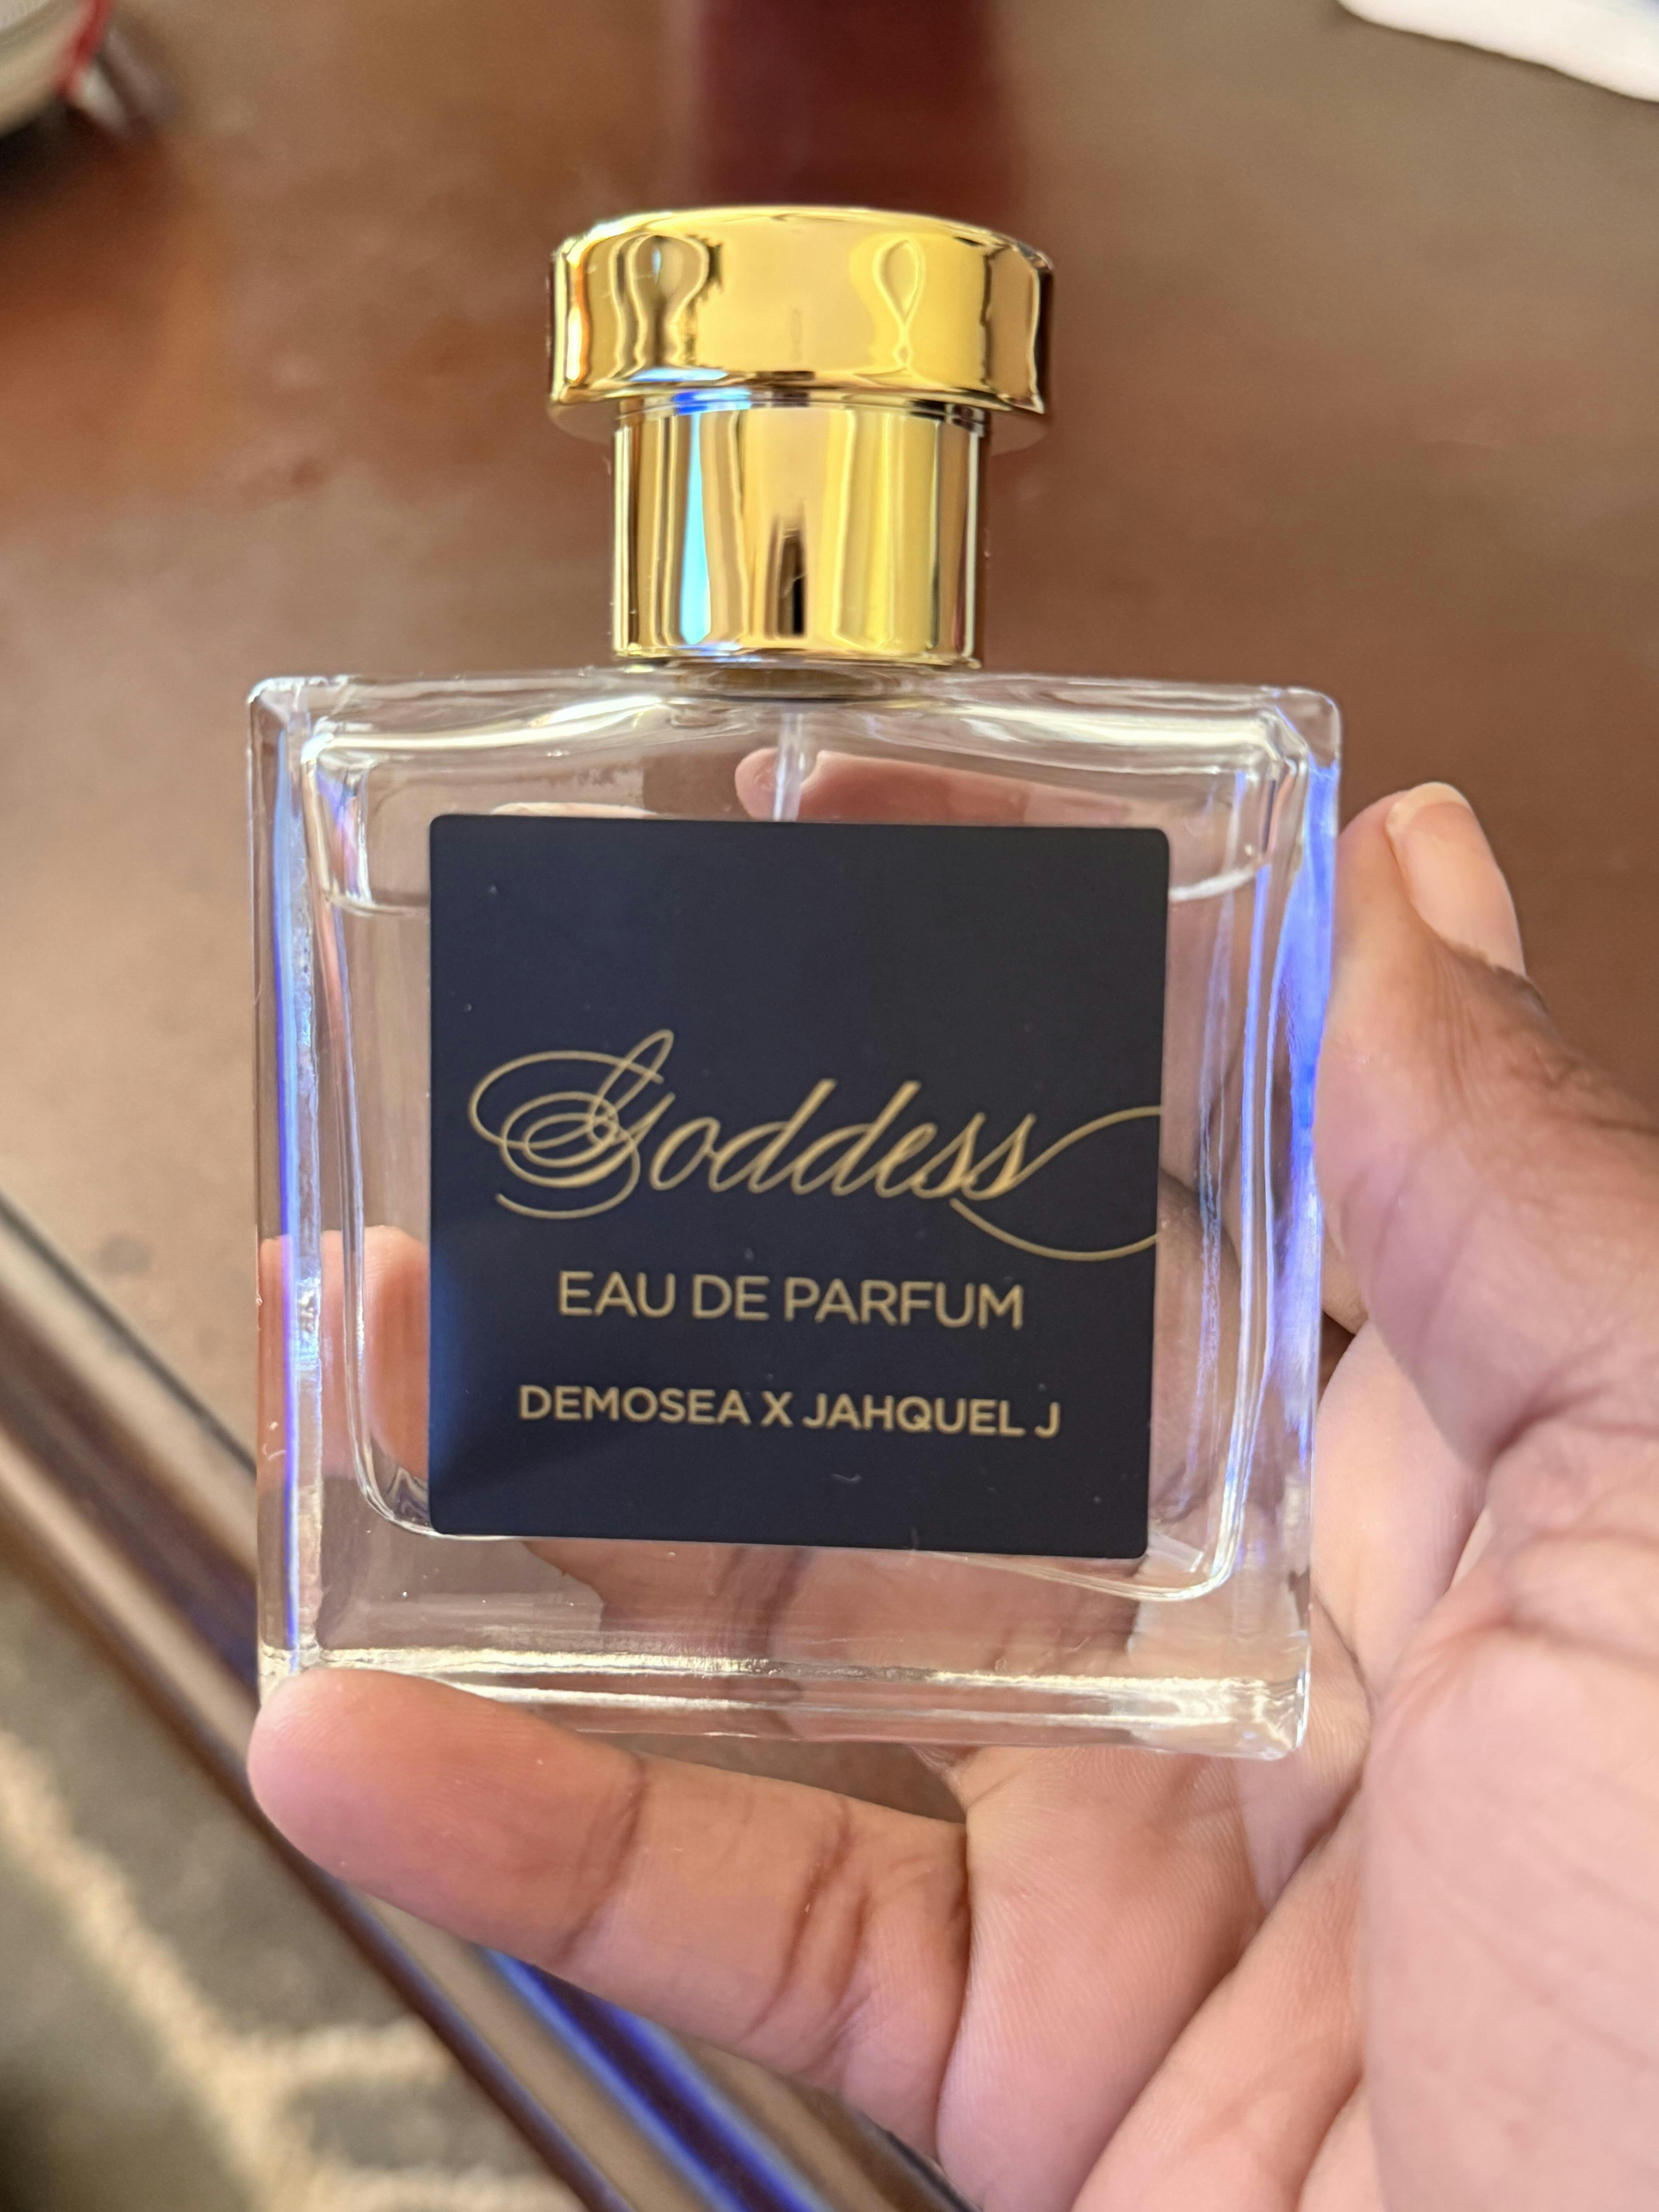 Goddess
EAU DE PARFUM
DEMOSEA X JAHQUEL J